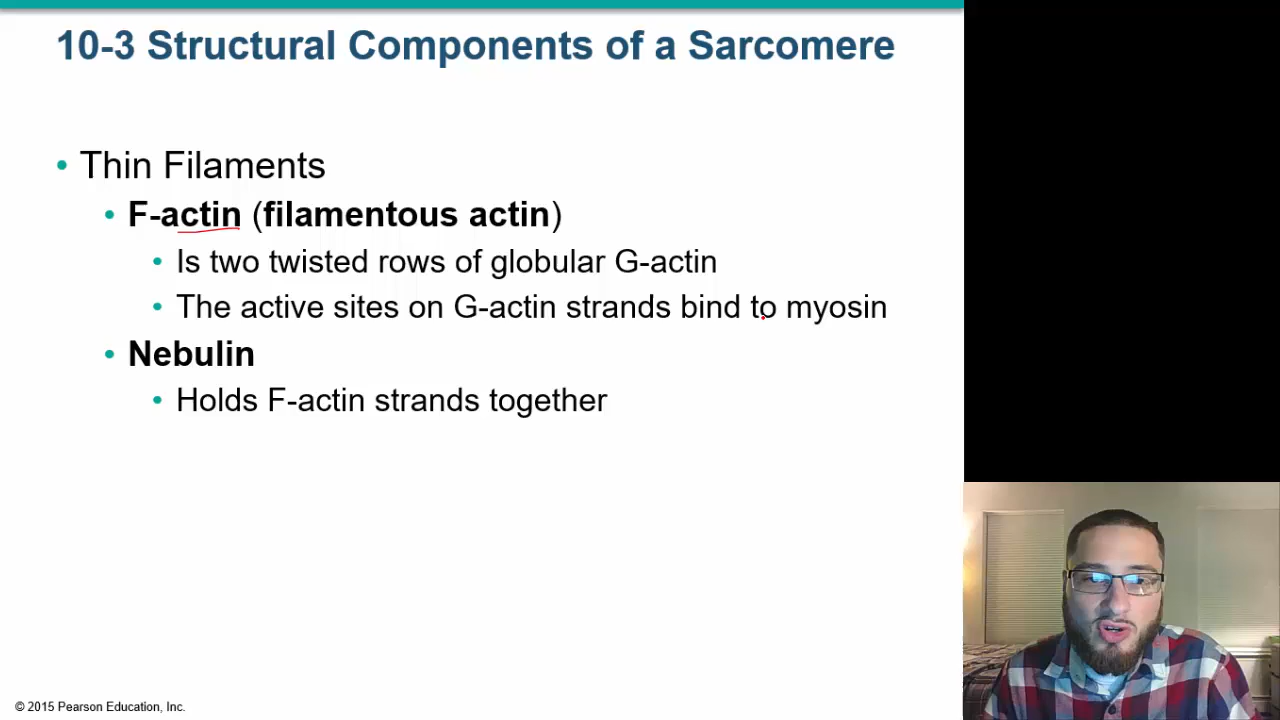 10-3 Structural Components of a Sarcomere
• Thin Filaments
• F-actin (filamentous actin)
• Is two twisted rows of globular G-actin
• The active sites on G-actin strands bind to myosin
• Nebulin
• Holds F-actin strands together
© 2015 Pearson Education, Inc.